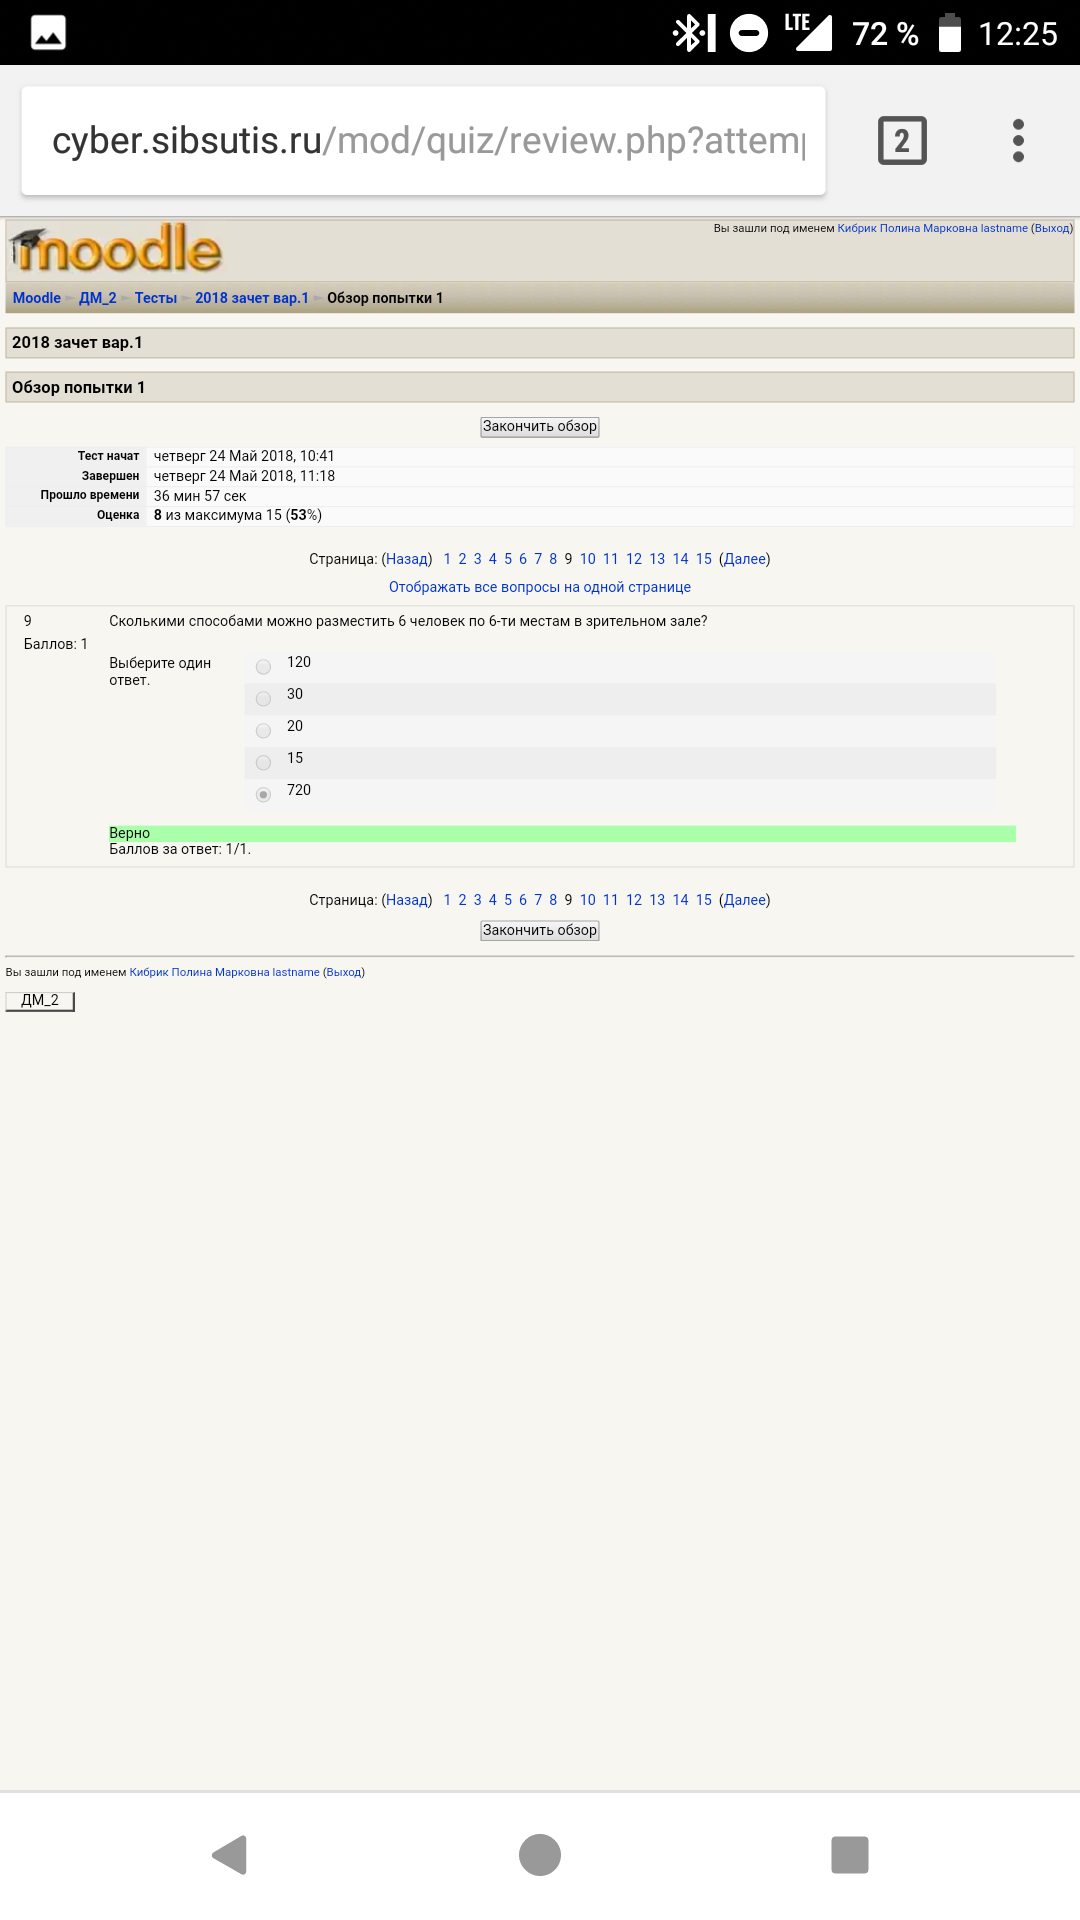 LTE 72 % 12:25
cyber.sibsutis.ru/mod/quiz/review.php?attem
2
moodle
Вы зашли под именем Кибрик Полина Марковна lastname (Выход)
Moodle ► ДМ_2 ► Тесты ► 2018 зачет вар.1 ► Обзор попытки 1
2018 зачет вар.1
Обзор попытки 1
Закончить обзор
Тест начат четверг 24 Май 2018, 10:41
Завершен четверг 24 Май 2018, 11:18
Прошло времени 36 мин 57 сек
Оценка 8 из максимума 15 (53%)
Страница: (Назад) 1 2 3 4 5 6 7 8 9 10 11 12 13 14 15 (Далее)
Отображать все вопросы на одной странице
9
Баллов: 1
Сколькими способами можно разместить 6 человек по 6-ти местам в зрительном зале?
Выберите один
ответ.
120
30
20
15
720
Верно
Баллов за ответ: 1/1.
Страница: (Назад) 1 2 3 4 5 6 7 8 9 10 11 12 13 14 15 (Далее)
Закончить обзор
Вы зашли под именем Кибрик Полина Марковна lastname (Выход)
ДМ_2